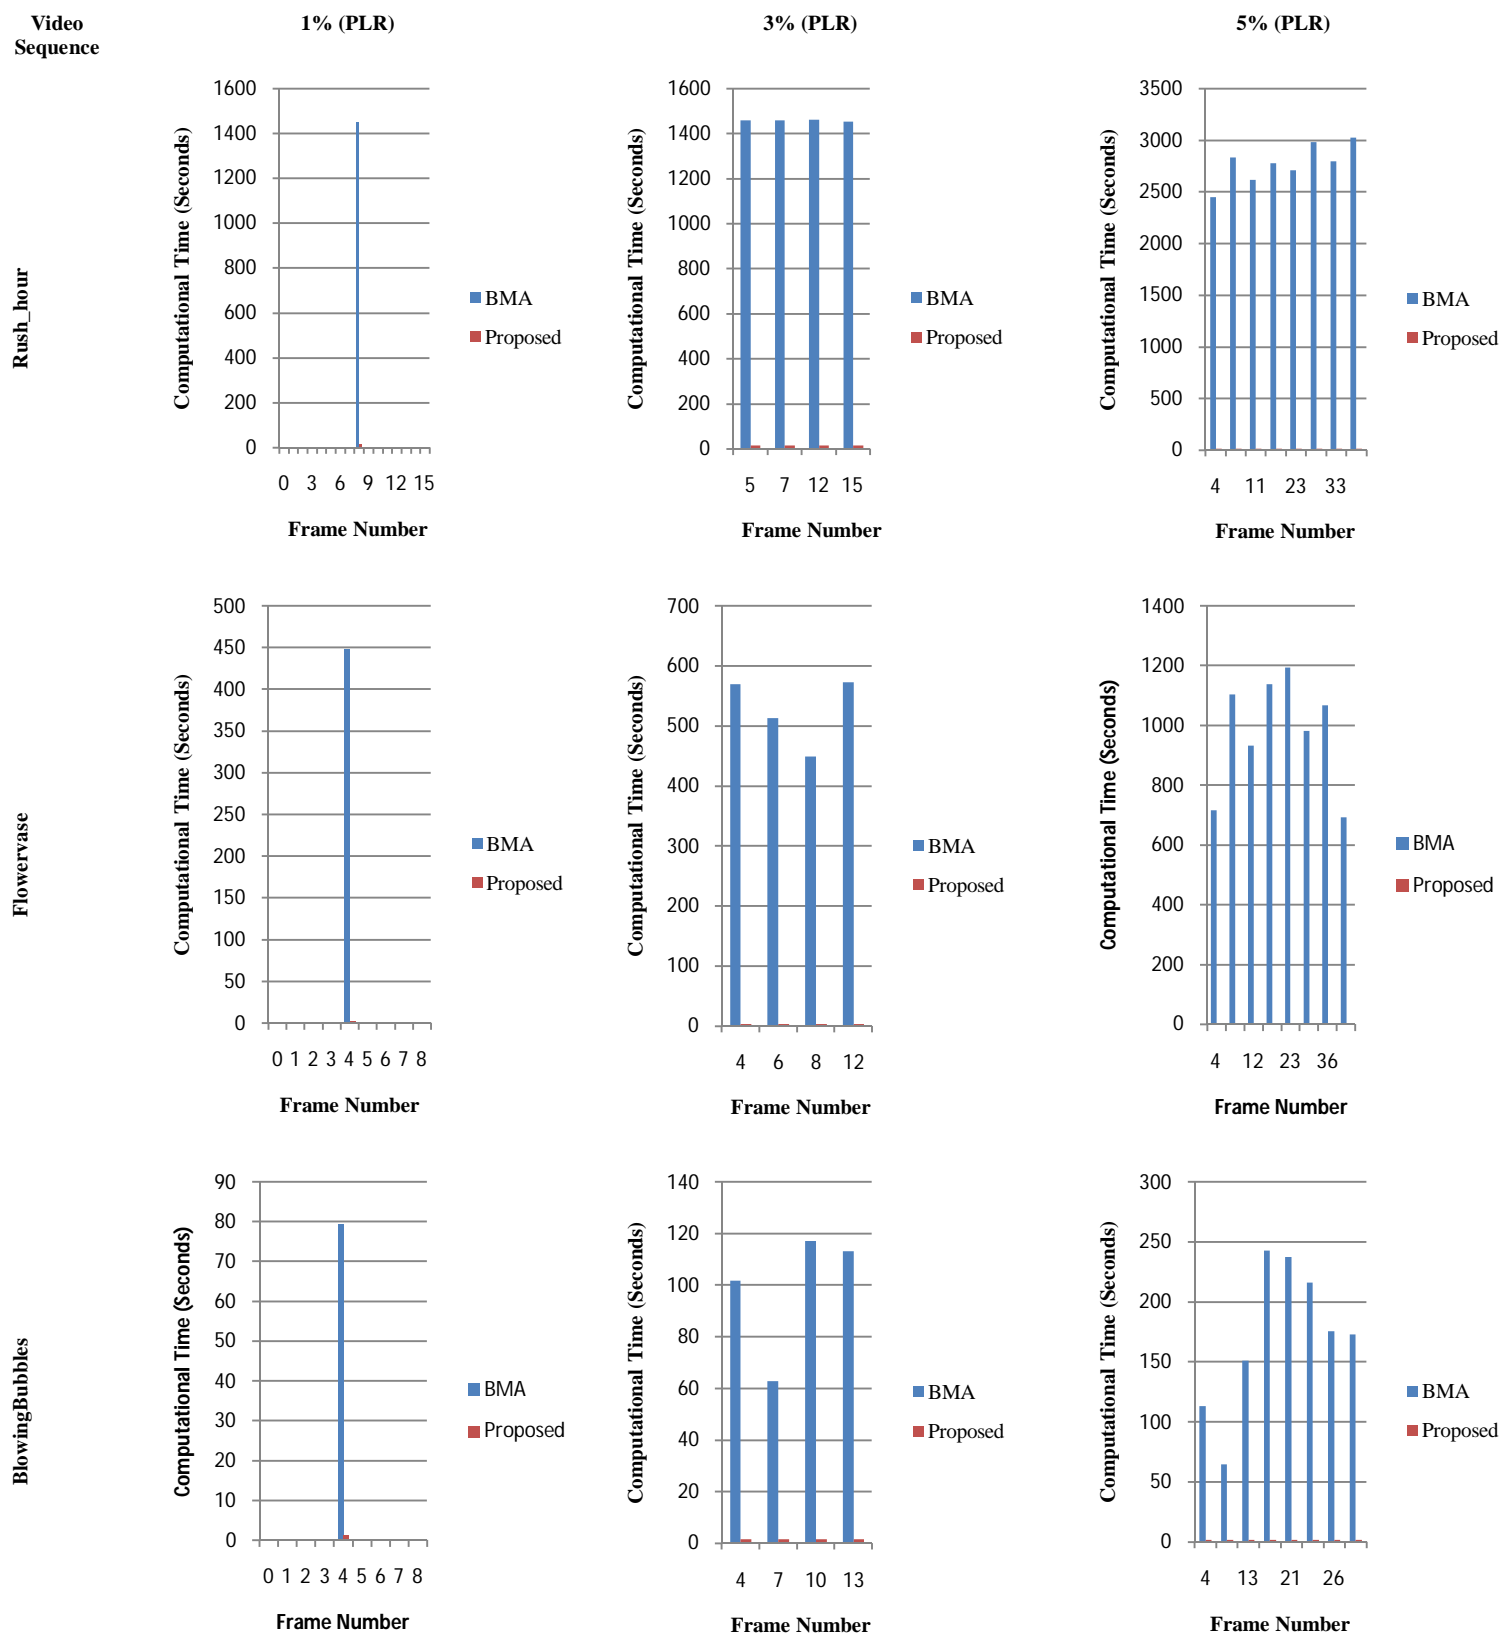 Video
Sequence
1% (PLR)
3% (PLR)
5% (PLR)
Rush_hour
Computational Time (Seconds)
1600
1400
1200
1000
800
600
400
200
0
0 3 6 9 12 15
Frame Number
BMA
Proposed
Computational Time (Seconds)
1600
1400
1200
1000
800
600
400
200
0
5 7 12 15
Frame Number
BMA
Proposed
Computational Time (Seconds)
3500
3000
2500
2000
1500
1000
500
0
4 11 23 33
Frame Number
BMA
Proposed
Flowervase
Computational Time (Seconds)
500
450
400
350
300
250
200
150
100
50
0
0 1 2 3 4 5 6 7 8
Frame Number
BMA
Proposed
Computational Time (Seconds)
700
600
500
400
300
200
100
0
4 6 8 12
Frame Number
BMA
Proposed
Computational Time (Seconds)
1400
1200
1000
800
600
400
200
0
4 12 23 36
Frame Number
BMA
Proposed
BlowingBubbles
Computational Time (Seconds)
90
80
70
60
50
40
30
20
10
0
0 1 2 3 4 5 6 7 8
Frame Number
BMA
Proposed
Computational Time (Seconds)
140
120
100
80
60
40
20
0
4 7 10 13
Frame Number
BMA
Proposed
Computational Time (Seconds)
300
250
200
150
100
50
0
4 13 21 26
Frame Number
BMA
Proposed